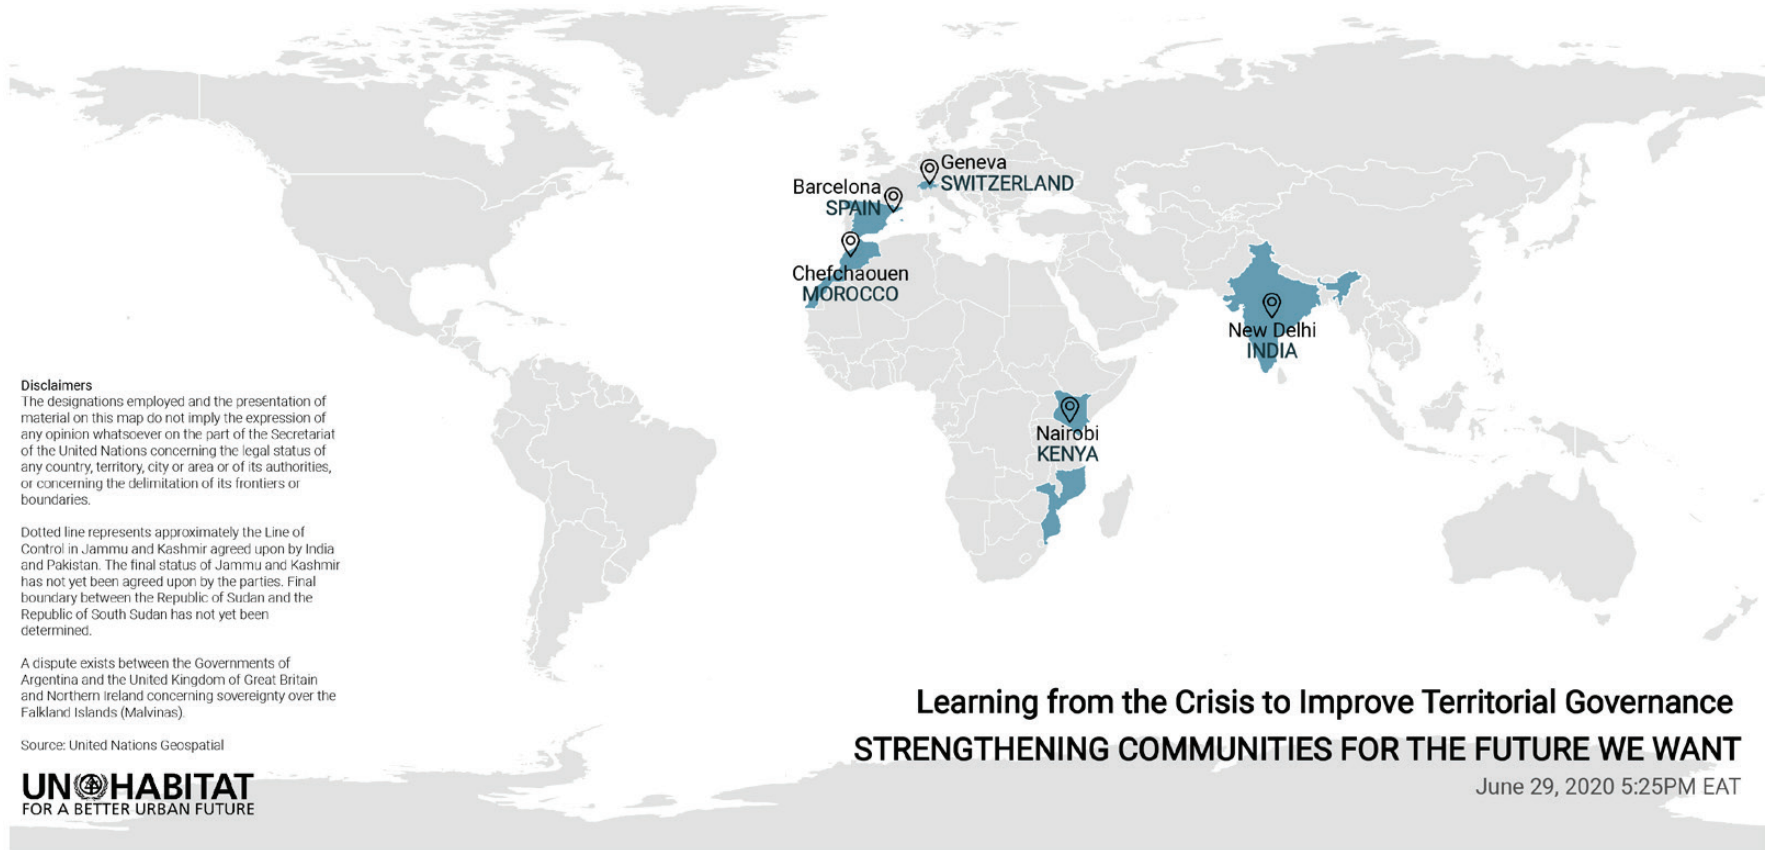 Geneva
SWITZERLAND
Barcelona
SPAIN
Chefchaouen
MOROCCO
New Delhi
INDIA
Nairobi
KENYA
Disclaimers
The designations employed and the presentation of
material on this map do not imply the expression of
any opinion whatsoever on the part of the Secretariat
of the United Nations concerning the legal status of
any country, territory, city or area or of its authorities,
or concerning the delimitation of its frontiers or
boundaries.
Dotted line represents approximately the Line of
Control in Jammu and Kashmir agreed upon by India
and Pakistan. The final status of Jammu and Kashmir
has not yet been agreed upon by the parties. Final
boundary between the Republic of Sudan and the
Republic of South Sudan has not yet been
determined.
A dispute exists between the Governments of
Argentina and the United Kingdom of Great Britain
and Northern Ireland concerning sovereignty over the
Falkland Islands (Malvinas).
Source: United Nations Geospatial
UN HABITAT
FOR A BETTER URBAN FUTURE
Learning from the Crisis to Improve Territorial Governance
STRENGTHENING COMMUNITIES FOR THE FUTURE WE WANT
June 29, 2020 5:25PM EAT